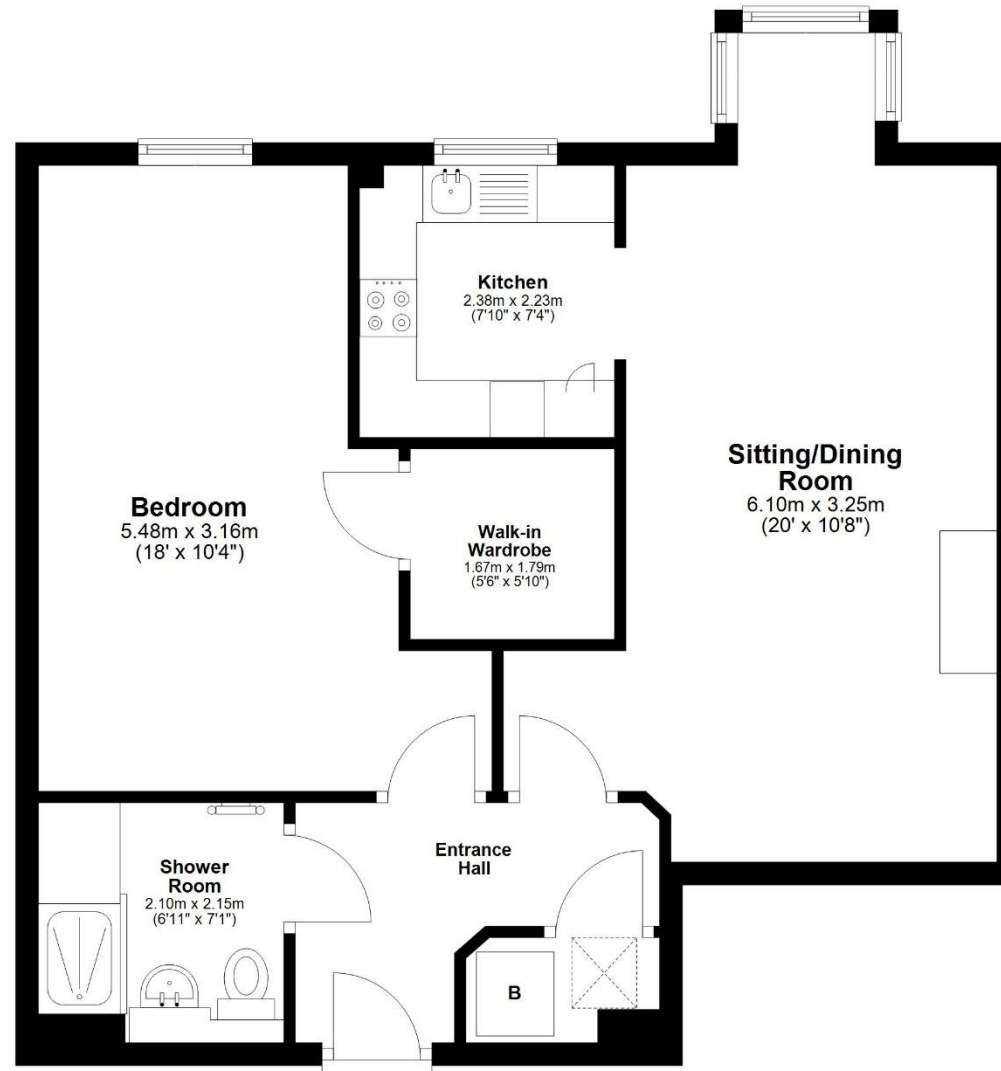 Kitchen
2.38m x 2.23m
(7'10" x 7'4")
Sitting/Dining
Room
6.10m x 3.25m
(20' x 10'8")
Bedroom
5.48m x 3.16m
(18' x 10'4")
Walk-in
Wardrobe
1.67m x 1.79m
(5'6" x 5'10")
Entrance
Hall
Shower
Room
2.10m x 2.15m
(6'11" x 7'1")
B